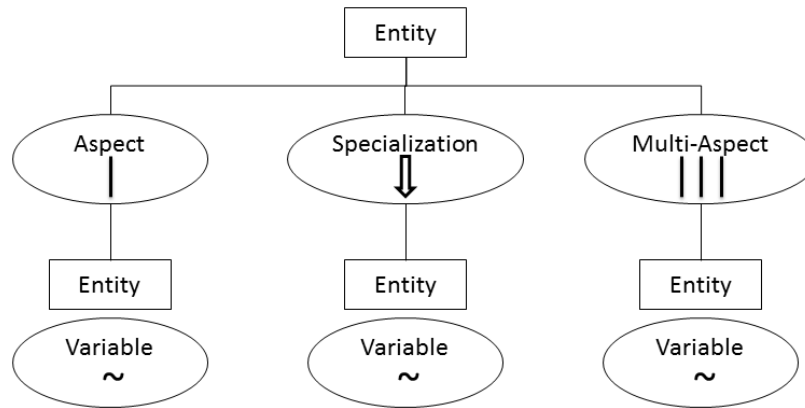 Entity
Aspect
Specialization
Multi-Aspect
Entity
Entity
Entity
Variable
~
Variable
~
Variable
~